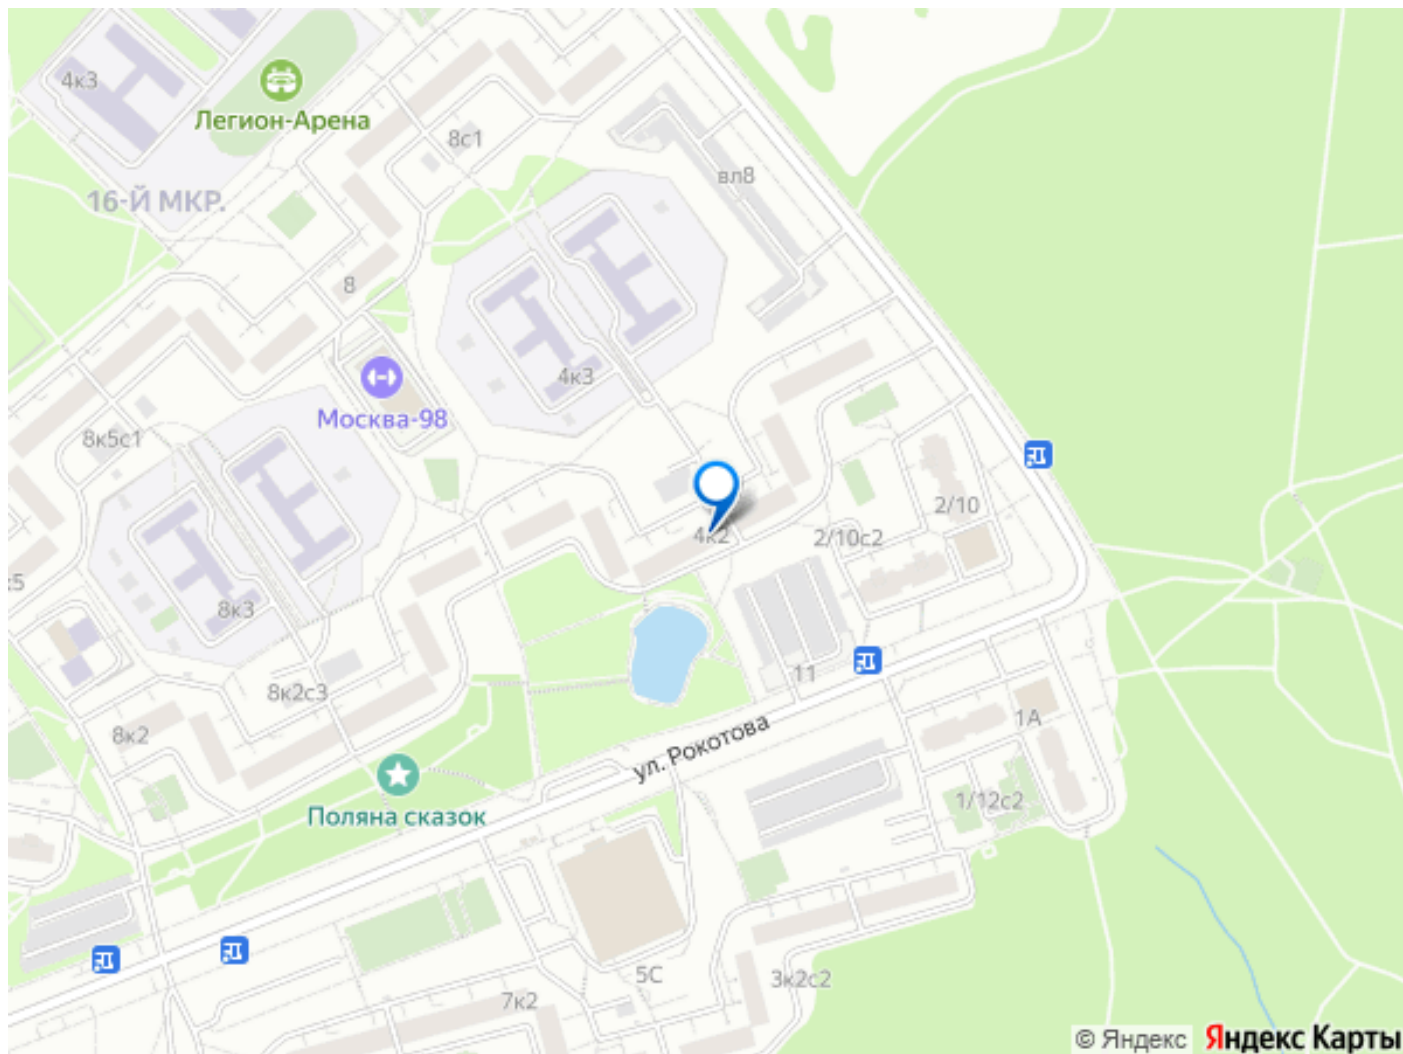 4к3
Легион-Арена
8с1
вл8
16-Й МКР.
8
4к3
Москва-98
8к5с1
2/10
4к2
2/10с2
к5
8к3
11
8к2с3
8к2
1А
ул. Рокотова
1/12с2
Поляна сказок
5С
3к2с2
7к2
© Яндекс Яндекс Карты